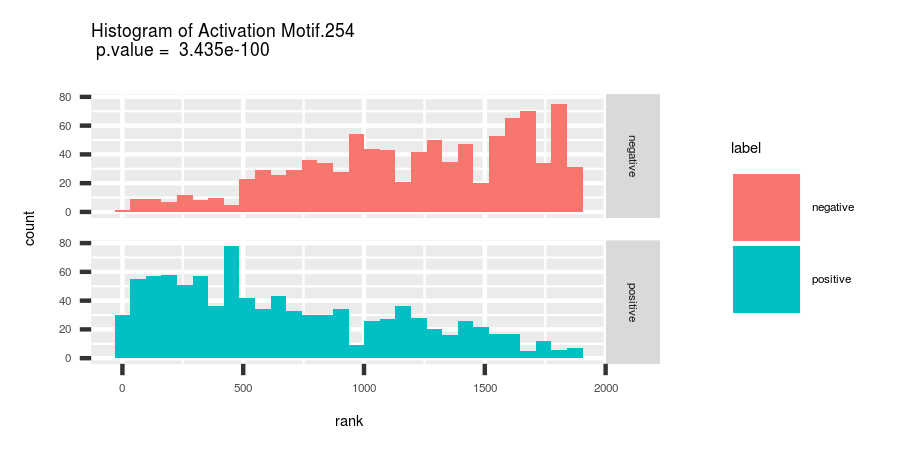 Histogram of Activation Motif.254
p.value =  3.435e-100
count
80
60
40
20
0
negative
80
60
40
20
0
positive
0
500
1000
1500
2000
rank
label
negative
positive